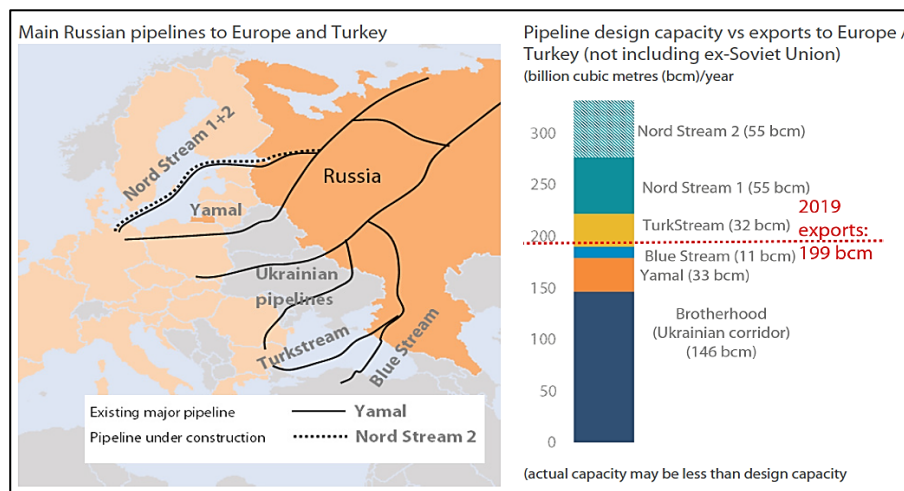 Main Russian pipelines to Europe and Turkey
Nord Stream 1+2
Russia
Yamal
Ukrainian
pipelines
Turkstream
Blue Stream
Existing major pipeline
Yamal
Pipeline under construction
Nord Stream 2
Pipeline design capacity vs exports to Europe /
Turkey (not including ex-Soviet Union)
(billion cubic metres (bcm)/year
300
250
200
150
100
50
0
Nord Stream 2 (55 bcm)
Nord Stream 1 (55 bcm)
TurkStream (32 bcm)
Blue Stream (11 bcm)
Yamal (33 bcm)
Brotherhood
(Ukrainian corridor)
(146 bcm)
2019
exports:
199 bcm
(actual capacity may be less than design capacity